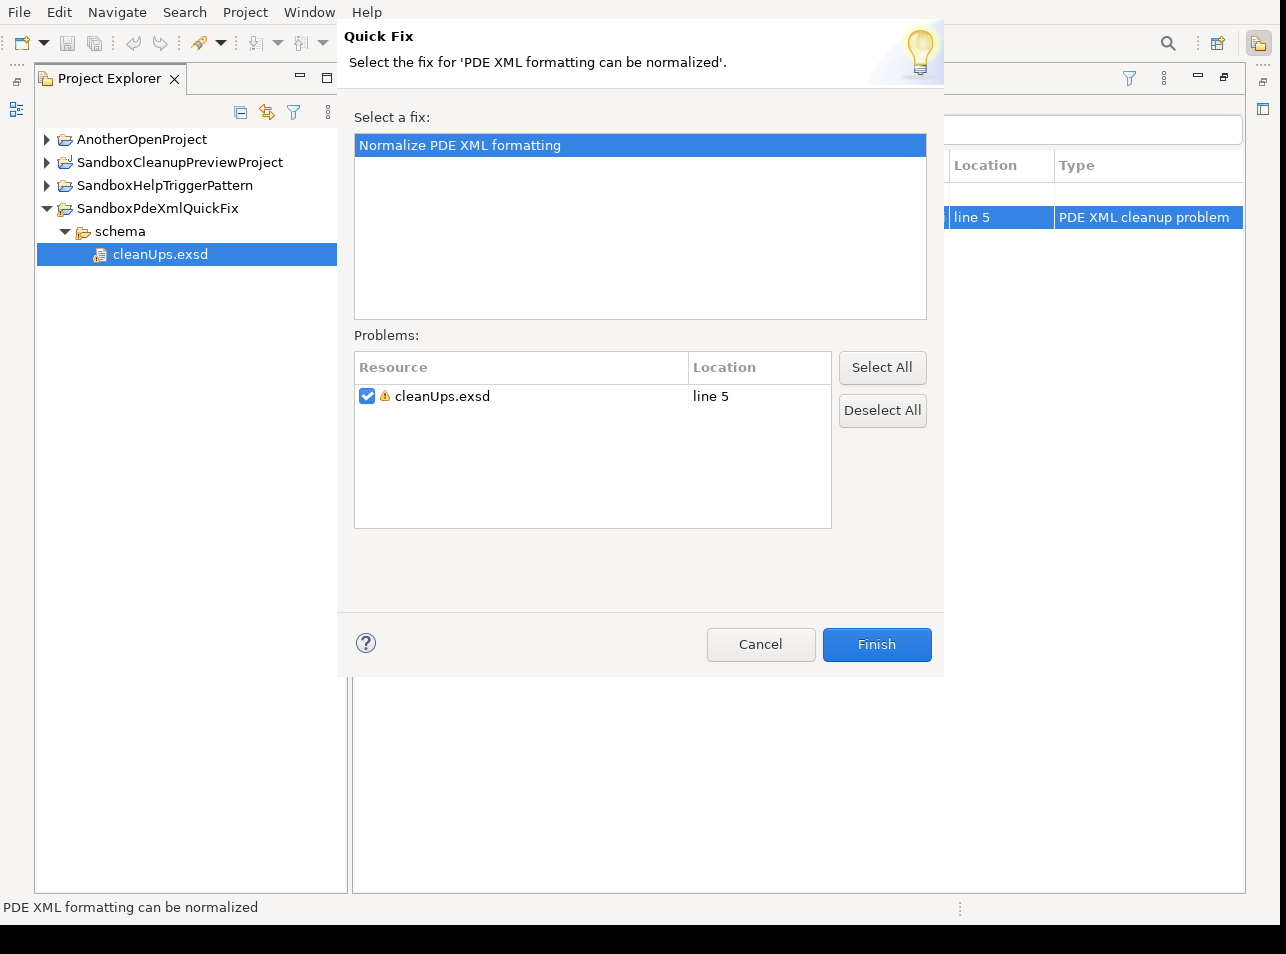 File Edit Navigate Search Project Window Help
Quick Fix
Select the fix for 'PDE XML formatting can be normalized'.
Project Explorer
Select a fix:
Normalize PDE XML formatting
AnotherOpenProject
SandboxCleanupPreviewProject
SandboxHelpTriggerPattern
SandboxPdeXmlQuickFix
schema
cleanUps.exsd
Location Type
line 5 PDE XML cleanup problem
Problems:
Resource Location
cleanUps.exsd line 5
Select All
Deselect All
Cancel Finish
PDE XML formatting can be normalized